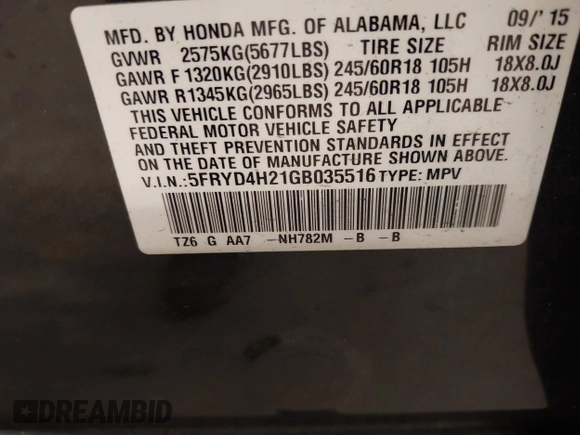 MFD. BY HONDA MFG. OF ALABAMA, LLC 09/'15
GVWR 2575KG(5677LBS) TIRE SIZE RIM SIZE
GAWR F 1320KG(2910LBS) 245/60R18 105H 18X8.0J
GAWR R 1345KG(2965LBS) 245/60R18 105H 18X8.0J
THIS VEHICLE CONFORMS TO ALL APPLICABLE
FEDERAL MOTOR VEHICLE SAFETY
AND THEFT PREVENTION STANDARDS IN EFFECT
ON THE DATE OF MANUFACTURE SHOWN ABOVE.
V.I.N.:5FRYD4H21GB035516 TYPE: MPV
TZ6 G AA7 -NH782M -B -B
DREAMBID